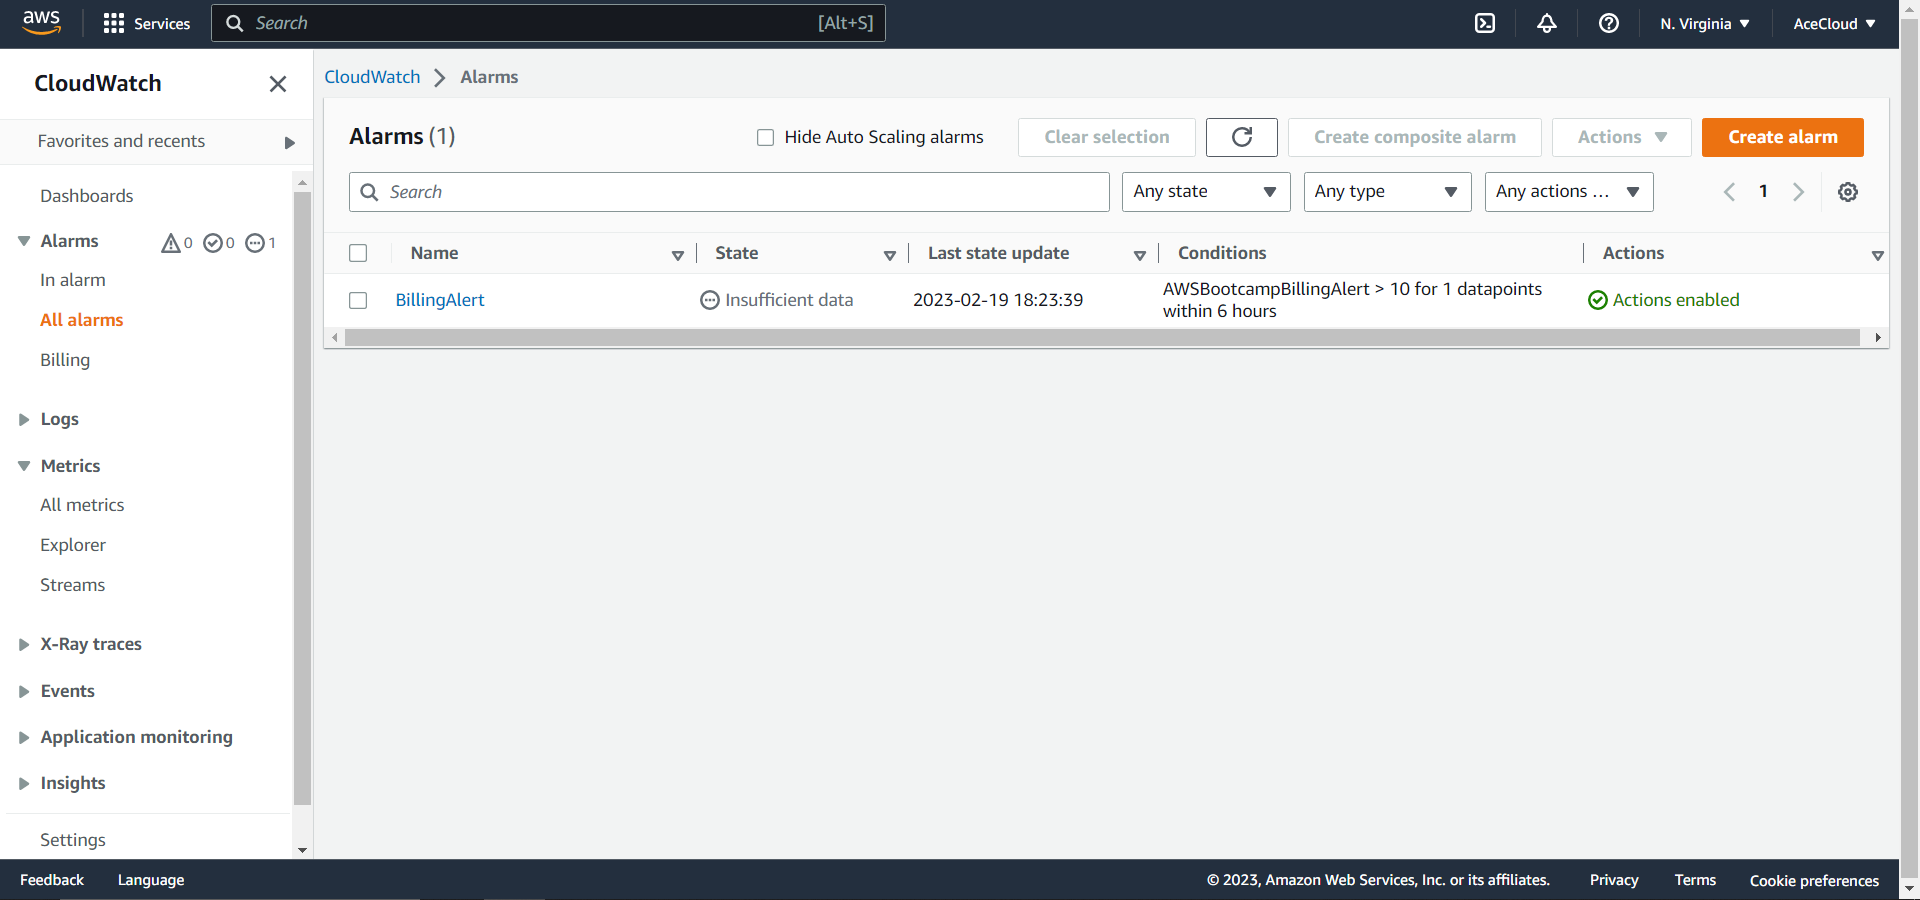 aws
Services
Search
[Alt+S]
N. Virginia
AceCloud
CloudWatch
Favorites and recents
Dashboards
Alarms
0
0
1
In alarm
All alarms
Billing
Logs
Metrics
All metrics
Explorer
Streams
X-Ray traces
Events
Application monitoring
Insights
Settings
CloudWatch
Alarms
Alarms (1)
Hide Auto Scaling alarms
Clear selection
Create composite alarm
Actions
Create alarm
Search
Any state
Any type
Any actions ...
1
Name
State
Last state update
Conditions
Actions
BillingAlert
Insufficient data
2023-02-19 18:23:39
AWSBootcampBillingAlert > 10 for 1 datapoints
within 6 hours
Actions enabled
Feedback
Language
© 2023, Amazon Web Services, Inc. or its affiliates.
Privacy
Terms
Cookie preferences